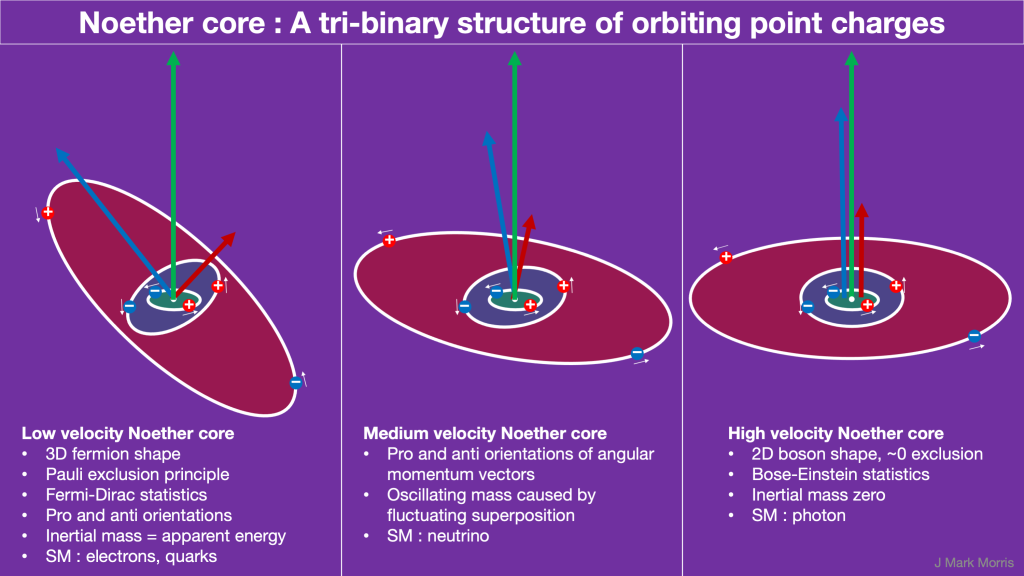 Noether core : A tri-binary structure of orbiting point charges
Low velocity Noether core
• 3D fermion shape
• Pauli exclusion principle
• Fermi-Dirac statistics
• Pro and anti orientations
• Inertial mass = apparent energy
• SM : electrons, quarks
Medium velocity Noether core
• Pro and anti orientations of angular
momentum vectors
• Oscillating mass caused by
fluctuating superposition
• SM : neutrino
High velocity Noether core
• 2D boson shape, ~0 exclusion
• Bose-Einstein statistics
• Inertial mass zero
• SM : photon
J Mark Morris